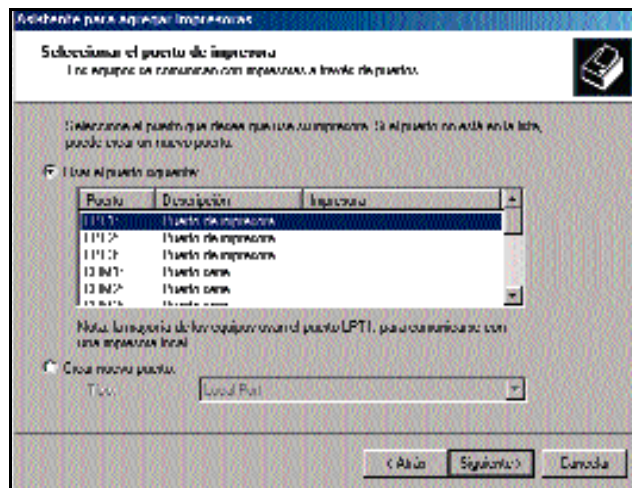 Asistente para agregar impresoras
Seleccionar el puerto de impresora
Los equipos se comunican con impresoras a través de puertos.
Seleccione el puerto que desea que use su impresora. Si el puerto no está en la lista,
puede crear un nuevo puerto.
Usar el puerto siguiente:
Puerto Descripción Impresora
LPT1: Puerto de impresora
LPT2: Puerto de impresora
LPT3: Puerto de impresora
COM1: Puerto serie
COM2: Puerto serie
COM3: Puerto serie
Nota: la mayoría de los equipos usan el puerto LPT1: para comunicarse con
una impresora local.
Crear nuevo puerto:
Tipo: Local Port
< Atrás Siguiente > Cancelar